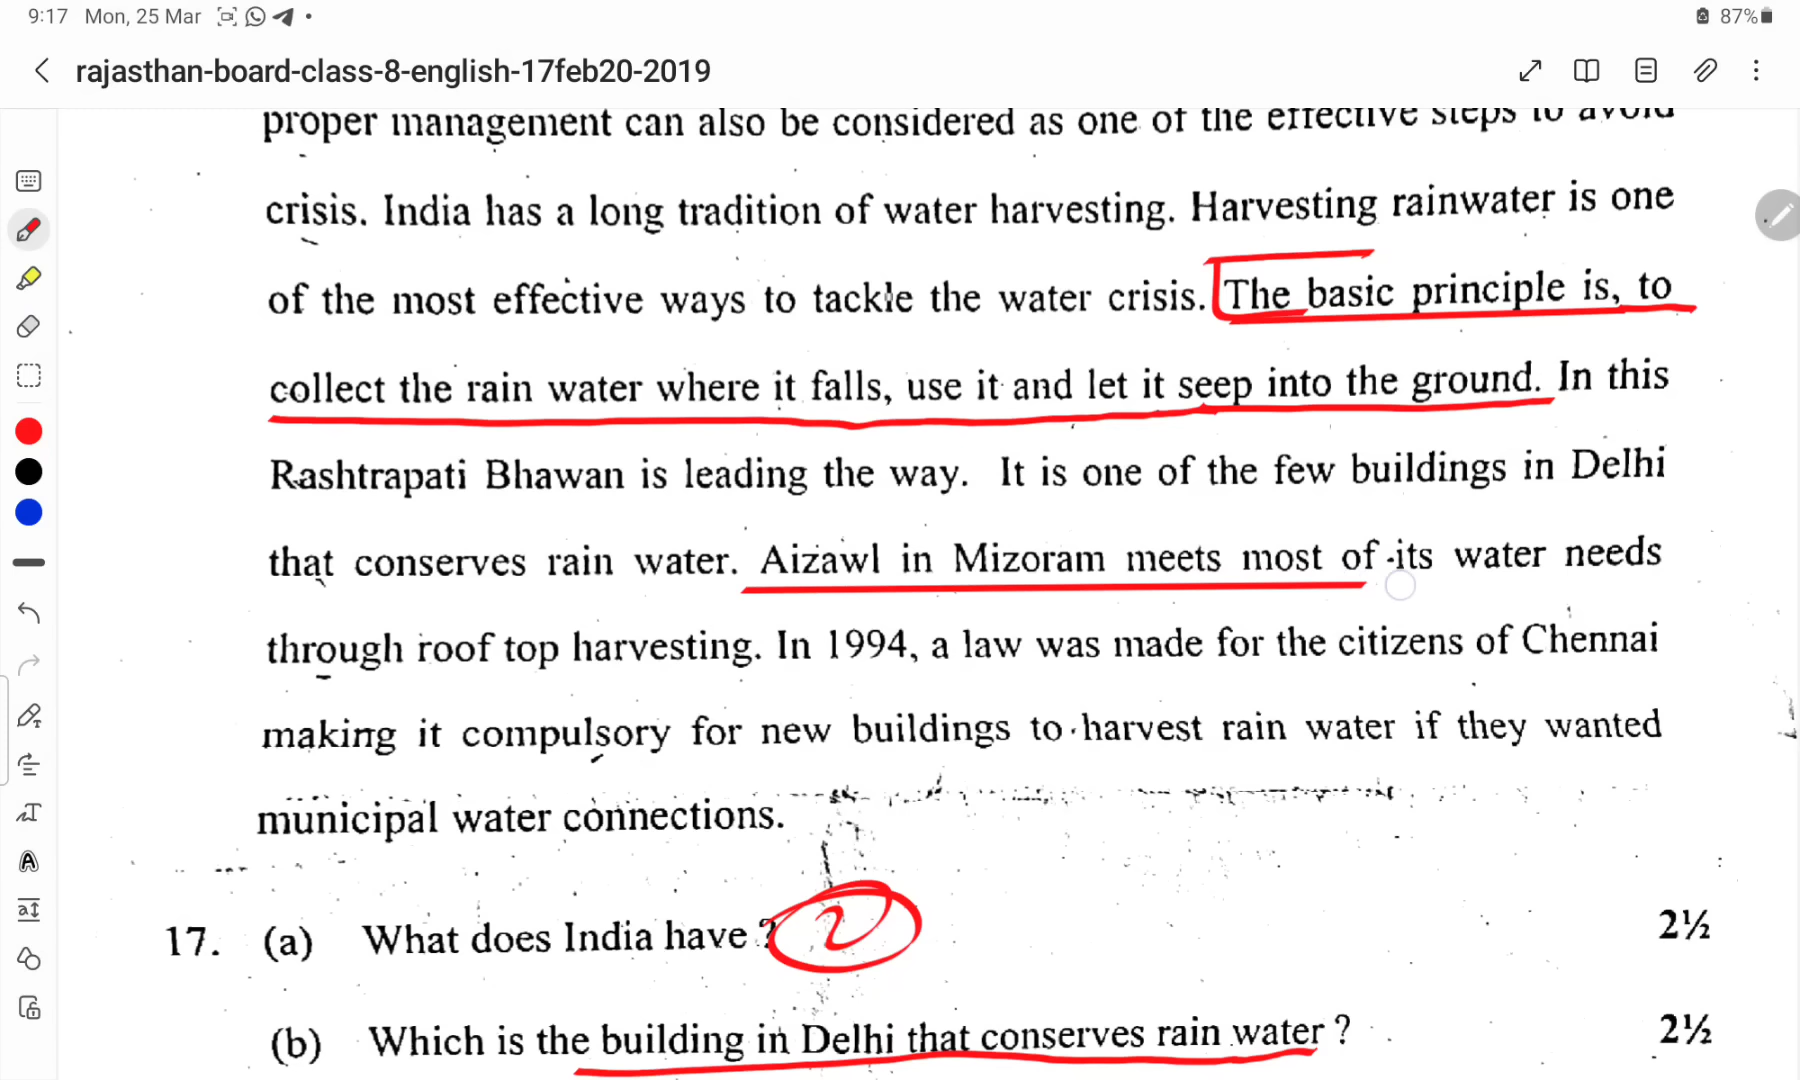 9:17 Mon, 25 Mar 87%
rajasthan-board-class-8-english-17feb20-2019
proper management can also be considered as one of the effective steps to avoid
crisis. India has a long tradition of water harvesting. Harvesting rainwater is one
of the most effective ways to tackle the water crisis. The basic principle is, to
collect the rain water where it falls, use it and let it seep into the ground. In this
Rashtrapati Bhawan is leading the way. It is one of the few buildings in Delhi
that conserves rain water. Aizawl in Mizoram meets most of its water needs
through roof top harvesting. In 1994, a law was made for the citizens of Chennai
making it compulsory for new buildings to harvest rain water if they wanted
municipal water connections.
17. (a) What does India have ? 2 2½
(b) Which is the building in Delhi that conserves rain water ? 2½